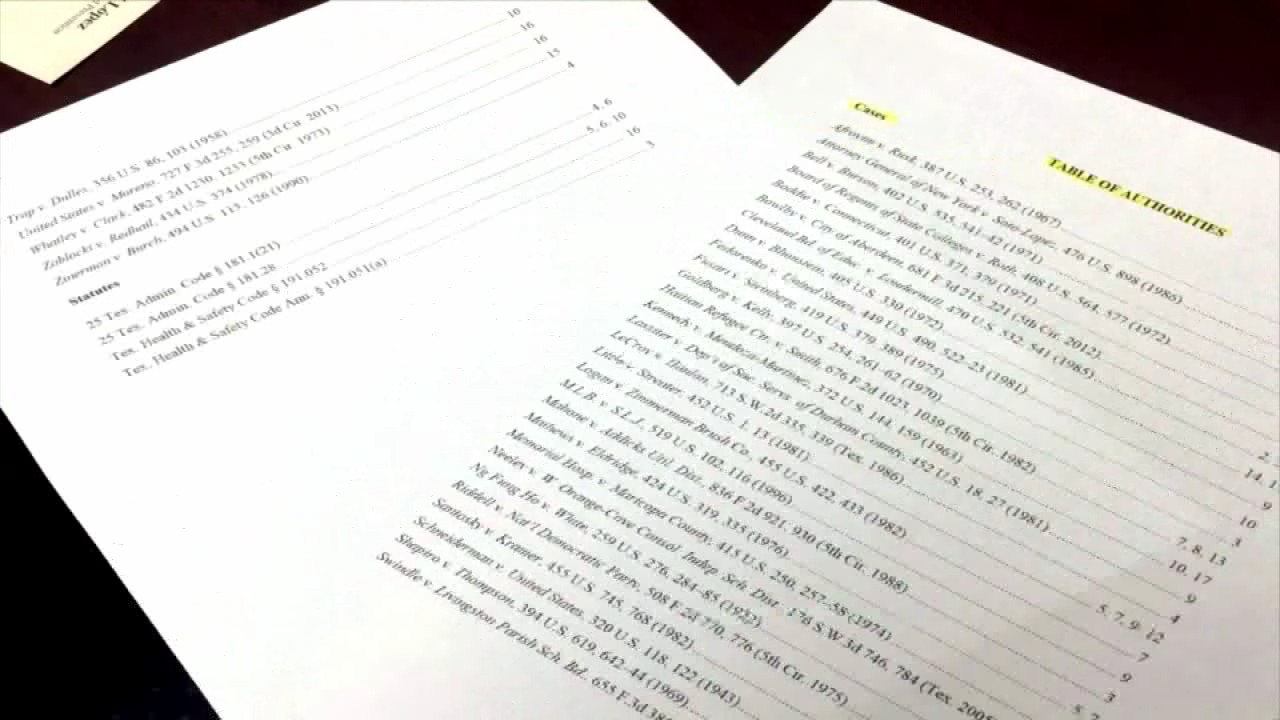 López
Trop v. Dulles, 356 U.S. 86, 103 (1958) 10
United States v. Moreno, 727 F.3d 255, 259 (3d Cir. 2013) 16
Whatley v. Clark, 482 F.2d 1230, 1233 (5th Cir. 1973) 16
Zablocki v. Redhail, 434 U.S. 374 (1978) 15
Zinermon v. Burch, 494 U.S. 113, 126 (1990) 4
Statutes
25 Tex. Admin. Code § 181.1(21) 4, 6
25 Tex. Admin. Code § 181.28 5, 6, 10
Tex. Health & Safety Code § 191.052 16
Tex. Health & Safety Code Ann. § 191.051(a) 3
TABLE OF AUTHORITIES
Cases
Afroyim v. Rusk, 387 U.S. 253, 262 (1967)
Attorney General of New York v. Soto-Lopez, 476 U.S. 898 (1986)
Bell v. Burson, 402 U.S. 535, 541-42 (1971)
Board of Regents of State Colleges v. Roth, 408 U.S. 564, 577 (1972)
Boddie v. Connecticut, 401 U.S. 371, 379 (1971)
Bowlby v. City of Aberdeen, 681 F.3d 215, 221 (5th Cir. 2012)
Cleveland Bd. of Educ. v. Loudermill, 470 U.S. 532, 541 (1985)
Dunn v. Blumstein, 405 U.S. 330 (1972)
Fedorenko v. United States, 449 U.S. 490, 522-23 (1981)
Fusari v. Steinberg, 419 U.S. 379, 389 (1975)
Goldberg v. Kelly, 397 U.S. 254, 261-62 (1970)
Haitian Refugee Ctr. v. Smith, 676 F.2d 1023, 1039 (5th Cir. 1982)
Kennedy v. Mendoza-Martinez, 372 U.S. 144, 159 (1963)
Lassiter v. Dep't of Soc. Servs. of Durham County, 452 U.S. 18, 27 (1981)
LeCroy v. Hanlon, 713 S.W.2d 335, 339 (Tex. 1986)
Little v. Streater, 452 U.S. 1, 13 (1981)
Logan v. Zimmerman Brush Co., 455 U.S. 422, 433 (1982)
M.L.B. v. S.L.J., 519 U.S. 102, 116 (1996)
Mahone v. Addicks Util. Dist., 836 F.2d 921, 930 (5th Cir. 1988)
Mathews v. Eldridge, 424 U.S. 319, 335 (1976)
Memorial Hosp. v. Maricopa County, 415 U.S. 250, 257-58 (1974)
Neeley v. W. Orange-Cove Consol. Indep. Sch. Dist., 176 S.W.3d 746, 784 (Tex. 2005
Ng Fung Ho v. White, 259 U.S. 276, 284-85 (1922)
Riddell v. Nat'l Democratic Party, 508 F.2d 770, 776 (5th Cir. 1975)
Santosky v. Kramer, 455 U.S. 745, 768 (1982)
Schneiderman v. United States, 320 U.S. 118, 122 (1943)
Shapiro v. Thompson, 394 U.S. 619, 642-44 (1969)
Swindle v. Livingston Parish Sch. Bd., 655 F.3d
2,
14, 1
9
10
3
7, 8, 13
10, 17
9
4
5, 7, 9, 12
7
9
3